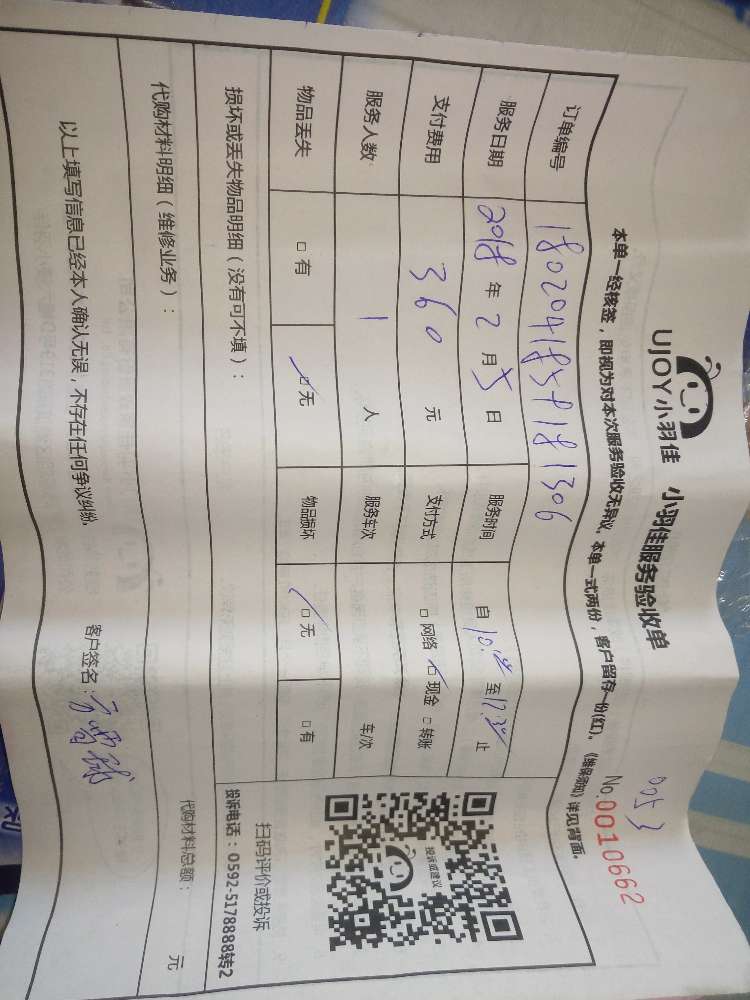 0053
UJOY小羽佳 小羽佳服务验收单
No.0010662
本单一经核签，即视为对本次服务验收无异议。本单一式两份，客户留存一份(红)。《维保须知》详见背面。
订单编号 180204185918 1306
服务日期 2018 年 2 月 5 日 服务时间 自 至 止
支付费用 360 元 支付方式 □ 网络 □ 现金 □ 转账
服务人数 1 人 服务车次 车/次
物品丢失 □ 有 □ 无 物品损坏 □ 无 □ 有
损坏或丢失物品明细（没有可不填）：
代购材料明细（维修业务）：
代购材料总额： 元
以上填写信息已经本人确认无误，不存在任何争议纠纷。
客户签名：
投诉或建议
扫码评价或投诉
投诉电话：0592-5178888转2